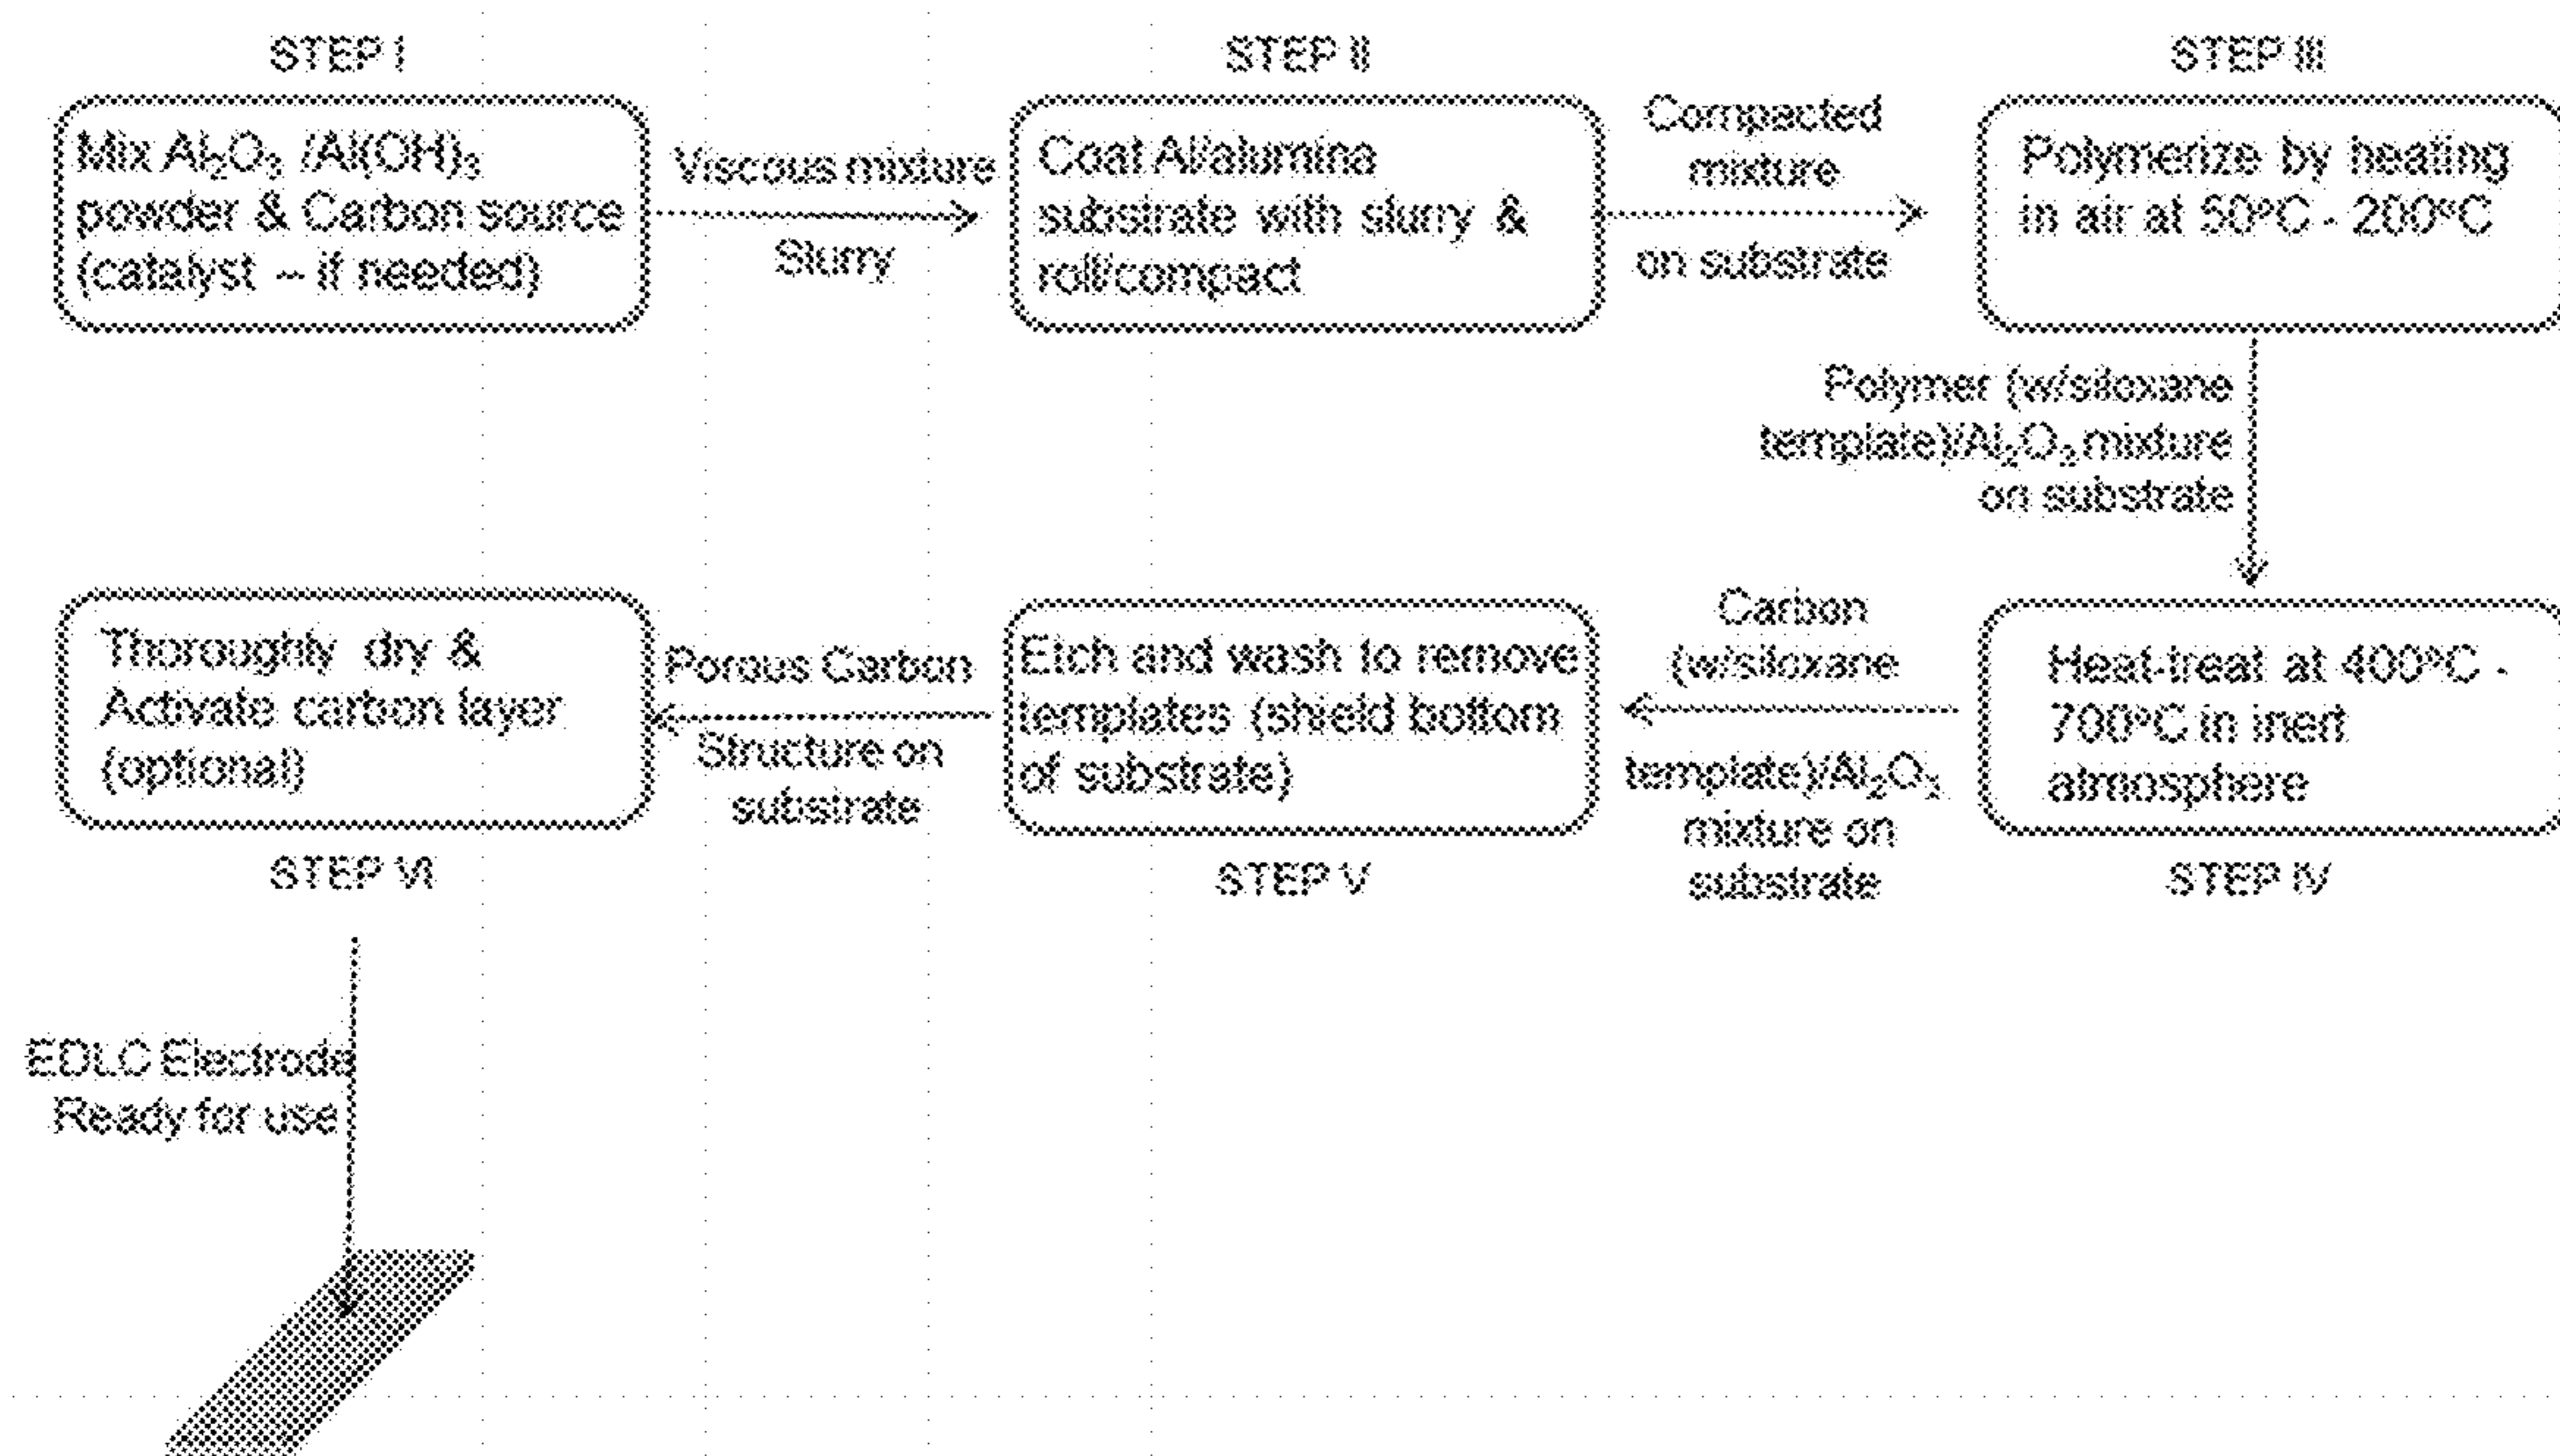 STEP I
Mix Al₂O₃ /Al(OH)₃
powder & Carbon source
(catalyst – if needed)
Viscous mixture
Slurry
STEP II
Coat Al/alumina
substrate with slurry &
roll/compact
Compacted
mixture
on substrate
STEP III
Polymerize by heating
in air at 50ºC - 200ºC
Polymer (w/siloxane
template)/Al₂O₃ mixture
on substrate
Heat-treat at 400ºC -
700ºC in inert
atmosphere
STEP IV
Carbon
(w/siloxane
template)/Al₂O₃
mixture on
substrate
Etch and wash to remove
templates (shield bottom
of substrate)
STEP V
Porous Carbon
Structure on
substrate
Thoroughly dry &
Activate carbon layer
(optional)
STEP VI
EDLC Electrode
Ready for use